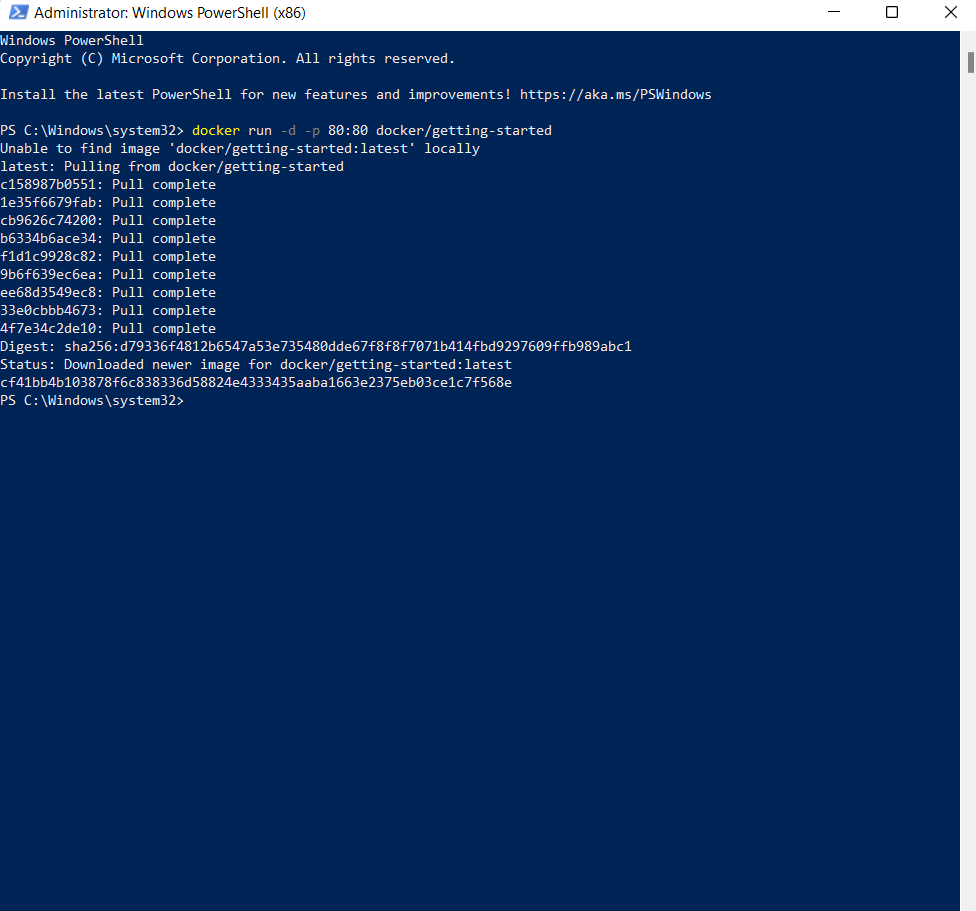 Administrator: Windows PowerShell (x86)
Windows PowerShell
Copyright (C) Microsoft Corporation. All rights reserved.
Install the latest PowerShell for new features and improvements! https://aka.ms/PSWindows
PS C:\Windows\system32> docker run -d -p 80:80 docker/getting-started
Unable to find image 'docker/getting-started:latest' locally
latest: Pulling from docker/getting-started
c158987b0551: Pull complete
1e35f6679fab: Pull complete
cb9626c74200: Pull complete
b6334b6ace34: Pull complete
f1d1c9928c82: Pull complete
9b6f639ec6ea: Pull complete
ee68d3549ec8: Pull complete
33e0cbbb4673: Pull complete
4f7e34c2de10: Pull complete
Digest: sha256:d79336f4812b6547a53e735480dde67f8f8f7071b414fbd9297609ffb989abc1
Status: Downloaded newer image for docker/getting-started:latest
cf41bb4b103878f6c838336d58824e4333435aaba1663e2375eb03ce1c7f568e
PS C:\Windows\system32>